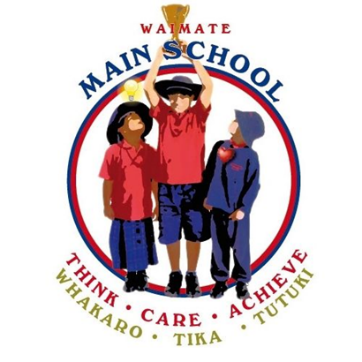 WAIMATE
MAIN SCHOOL
THINK · CARE · ACHIEVE
WHAKARO · TIKA · TUTUKI